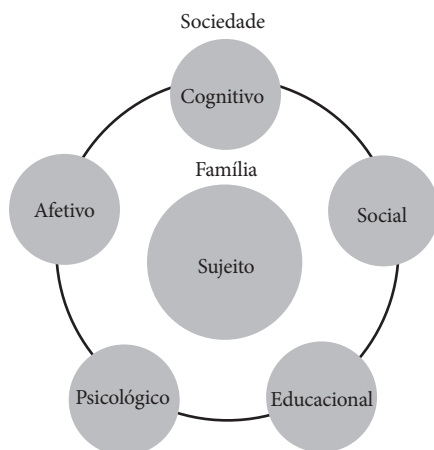 Sociedade
Cognitivo
Família
Afetivo
Social
Sujeito
Psicológico
Educacional